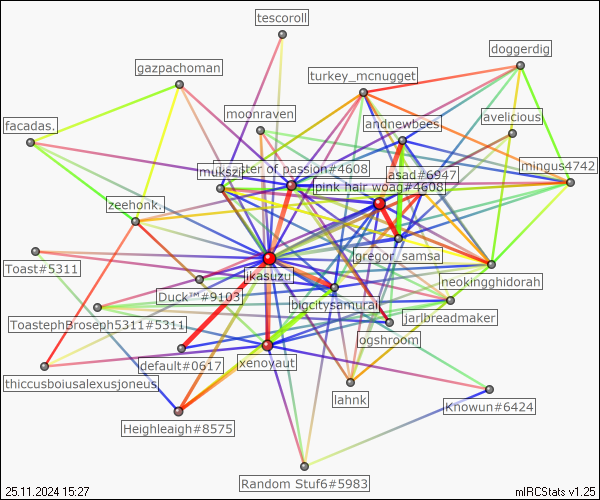 tescoroll
doggerdig
gazpachoman
turkey_mcnugget
moonraven
avelicious
facadas.
andnewbees
mukszi
ster of passion#4608
asad#6947
mingus4742
pink hair woag#4608
zeehonk.
gregor_samsa
Toast#5311
ikasuzu
neokingghidorah
Duck™#9103
bigcitysamurai
ToastephBroseph5311#5311
jarlbreadmaker
ogshroom
default#0617
xenoyaut
thiccusboiusalexusjoneus
lahnk
Knowun#6424
Heighleaigh#8575
Random Stuf6#5983
25.11.2024 15:27
mIRCStats v1.25